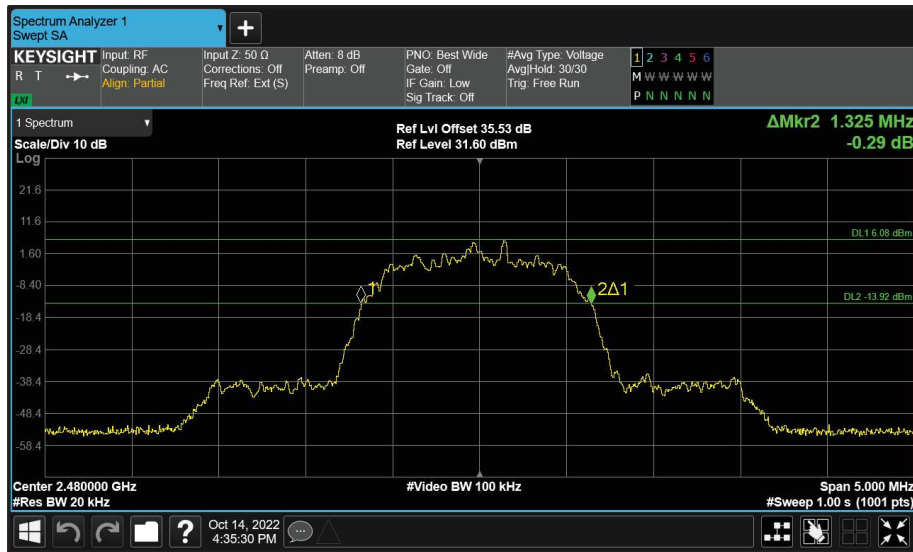 Spectrum Analyzer 1
Swept SA
+
KEYSIGHT
R T
LXI
Input: RF
Coupling: AC
Align: Partial
Input Z: 50 Ω
Corrections: Off
Freq Ref: Ext (S)
Atten: 8 dB
Preamp: Off
PNO: Best Wide
Gate: Off
IF Gain: Low
Sig Track: Off
#Avg Type: Voltage
Avg|Hold: 30/30
Trig: Free Run
1 2 3 4 5 6
M W W W W W
P N N N N N
1 Spectrum
Scale/Div 10 dB
Ref Lvl Offset 35.53 dB
Ref Level 31.60 dBm
ΔMkr2 1.325 MHz
-0.29 dB
Log
21.6
11.6
DL1 6.08 dBm
1.60
-8.40
1
2Δ1
DL2 -13.92 dBm
-18.4
-28.4
-38.4
-48.4
-58.4
Center 2.480000 GHz
#Video BW 100 kHz
Span 5.000 MHz
#Res BW 20 kHz
#Sweep 1.00 s (1001 pts)
?
Oct 14, 2022
4:35:30 PM